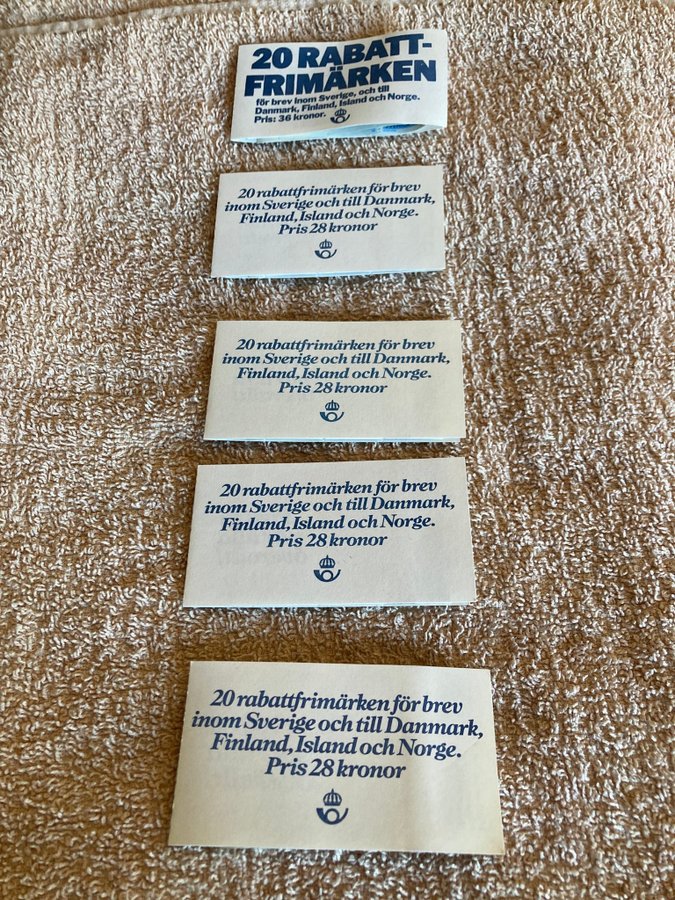 20 RABATT-
FRIMÄRKEN
för brev inom Sverige, och till
Danmark, Finland, Island och Norge.
Pris: 36 kronor.
20 rabattfrimärken för brev
inom Sverige och till Danmark,
Finland, Island och Norge.
Pris 28 kronor
20 rabattfrimärken för brev
inom Sverige och till Danmark,
Finland, Island och Norge.
Pris 28 kronor
20 rabattfrimärken för brev
inom Sverige och till Danmark,
Finland, Island och Norge.
Pris 28 kronor
20 rabattfrimärken för brev
inom Sverige och till Danmark,
Finland, Island och Norge.
Pris 28 kronor